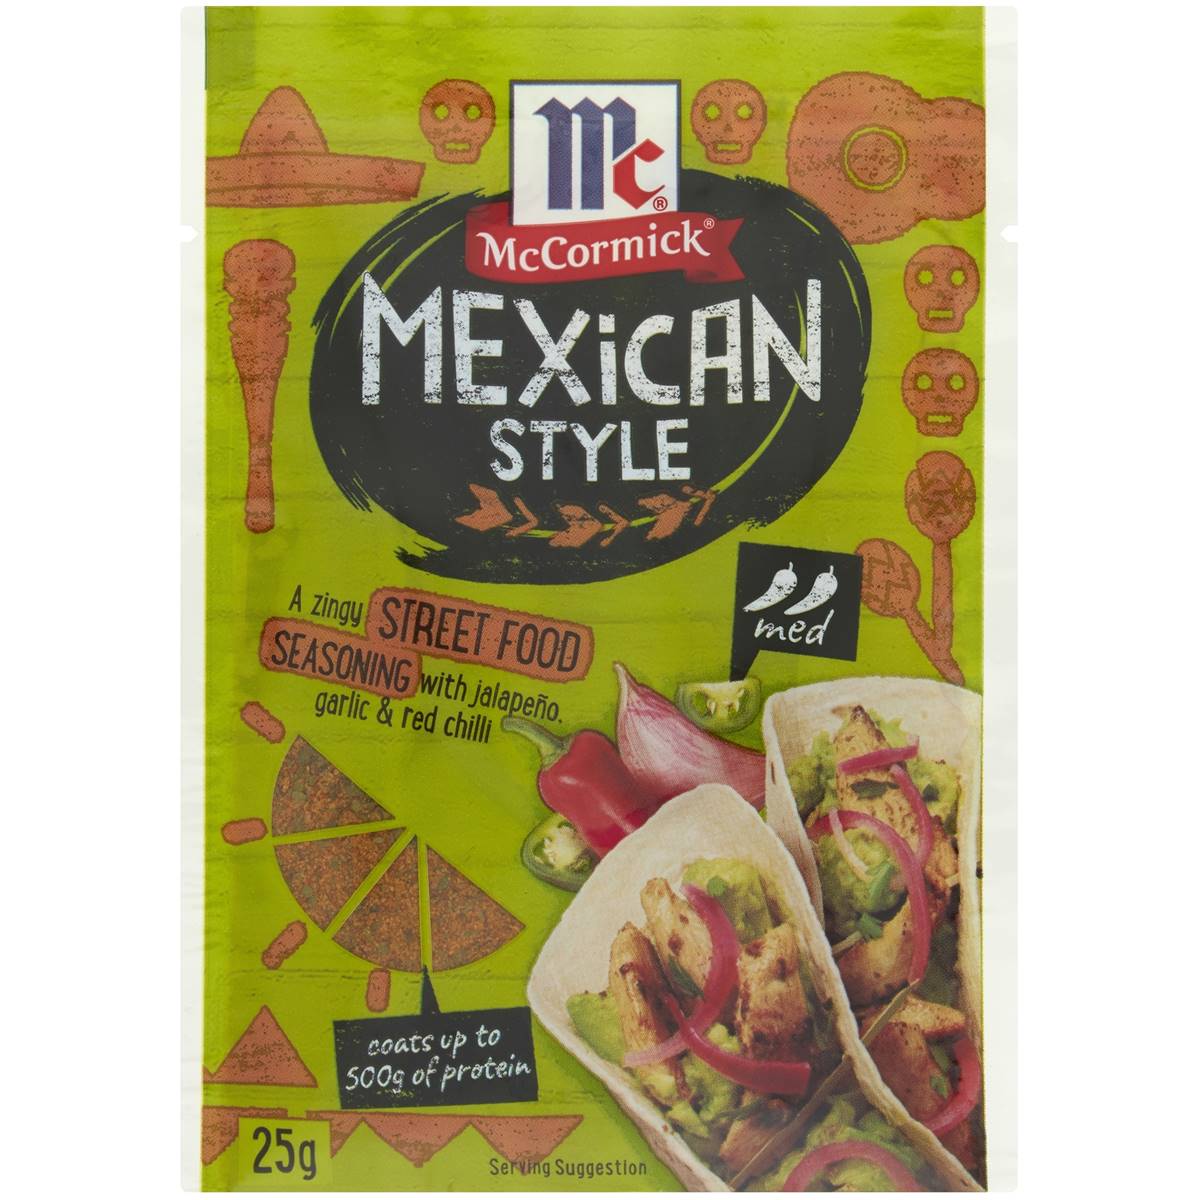 Mc®
McCormick®
MEXiCAN
STYLE
med
A zingy STREET FOOD
SEASONING with jalapeño,
garlic & red chilli
coats up to
500g of protein
25g
Serving Suggestion